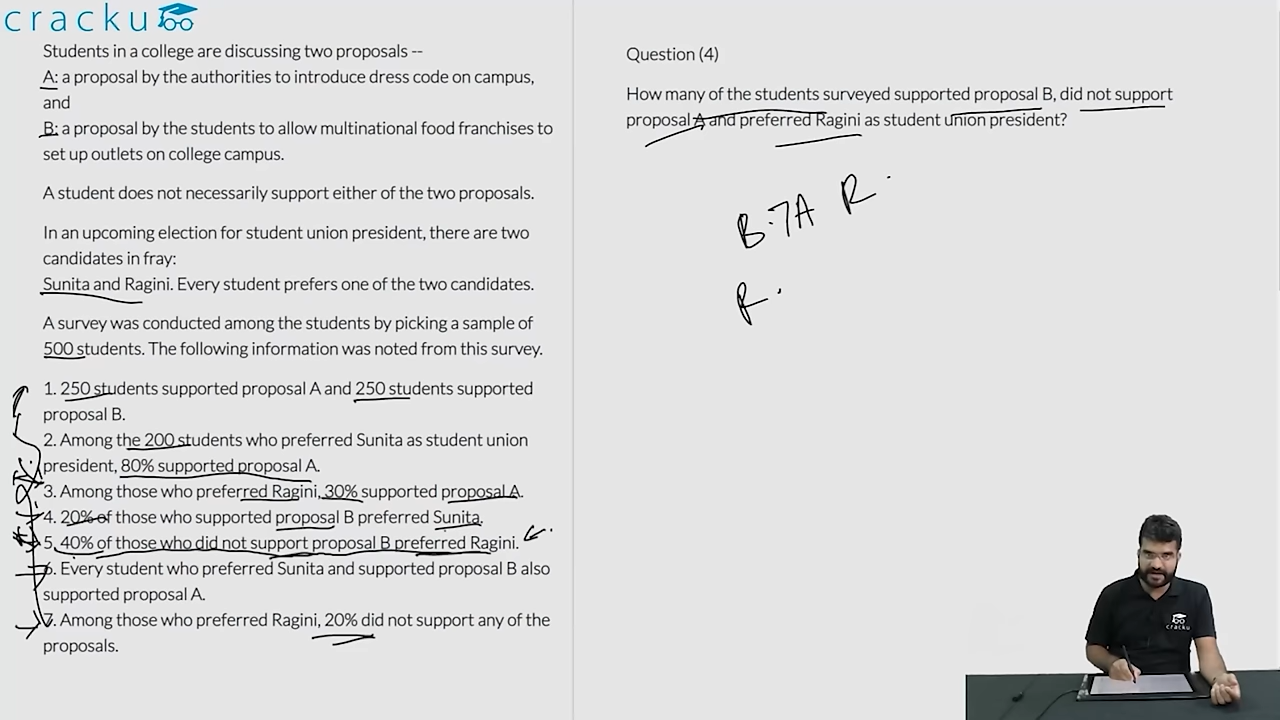 cracku
Students in a college are discussing two proposals --
A: a proposal by the authorities to introduce dress code on campus,
and
B: a proposal by the students to allow multinational food franchises to
set up outlets on college campus.
A student does not necessarily support either of the two proposals.
In an upcoming election for student union president, there are two
candidates in fray:
Sunita and Ragini. Every student prefers one of the two candidates.
A survey was conducted among the students by picking a sample of
500 students. The following information was noted from this survey.
1. 250 students supported proposal A and 250 students supported
proposal B.
2. Among the 200 students who preferred Sunita as student union
president, 80% supported proposal A.
3. Among those who preferred Ragini, 30% supported proposal A.
4. 20% of those who supported proposal B preferred Sunita.
5. 40% of those who did not support proposal B preferred Ragini.
6. Every student who preferred Sunita and supported proposal B also
supported proposal A.
7. Among those who preferred Ragini, 20% did not support any of the
proposals.
Question (4)
How many of the students surveyed supported proposal B, did not support
proposal A and preferred Ragini as student union president?
B.7A R.
R.
cracku